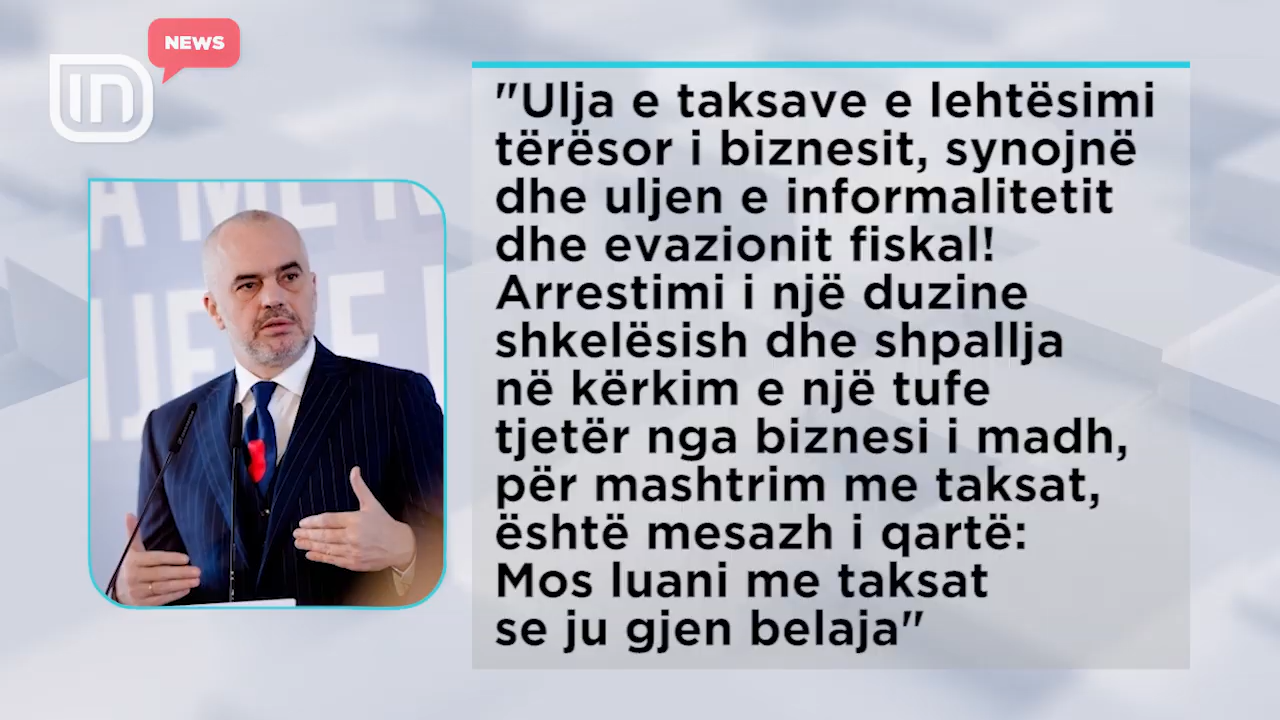 NEWS
IN
"Ulja e taksave e lehtësimi
tërësor i biznesit, synojnë
dhe uljen e informalitetit
dhe evazionit fiskal!
Arrestimi i një duzine
shkelësish dhe shpallja
në kërkim e një tufe
tjetër nga biznesi i madh,
për mashtrim me taksat,
është mesazh i qartë:
Mos luani me taksat
se ju gjen belaja"